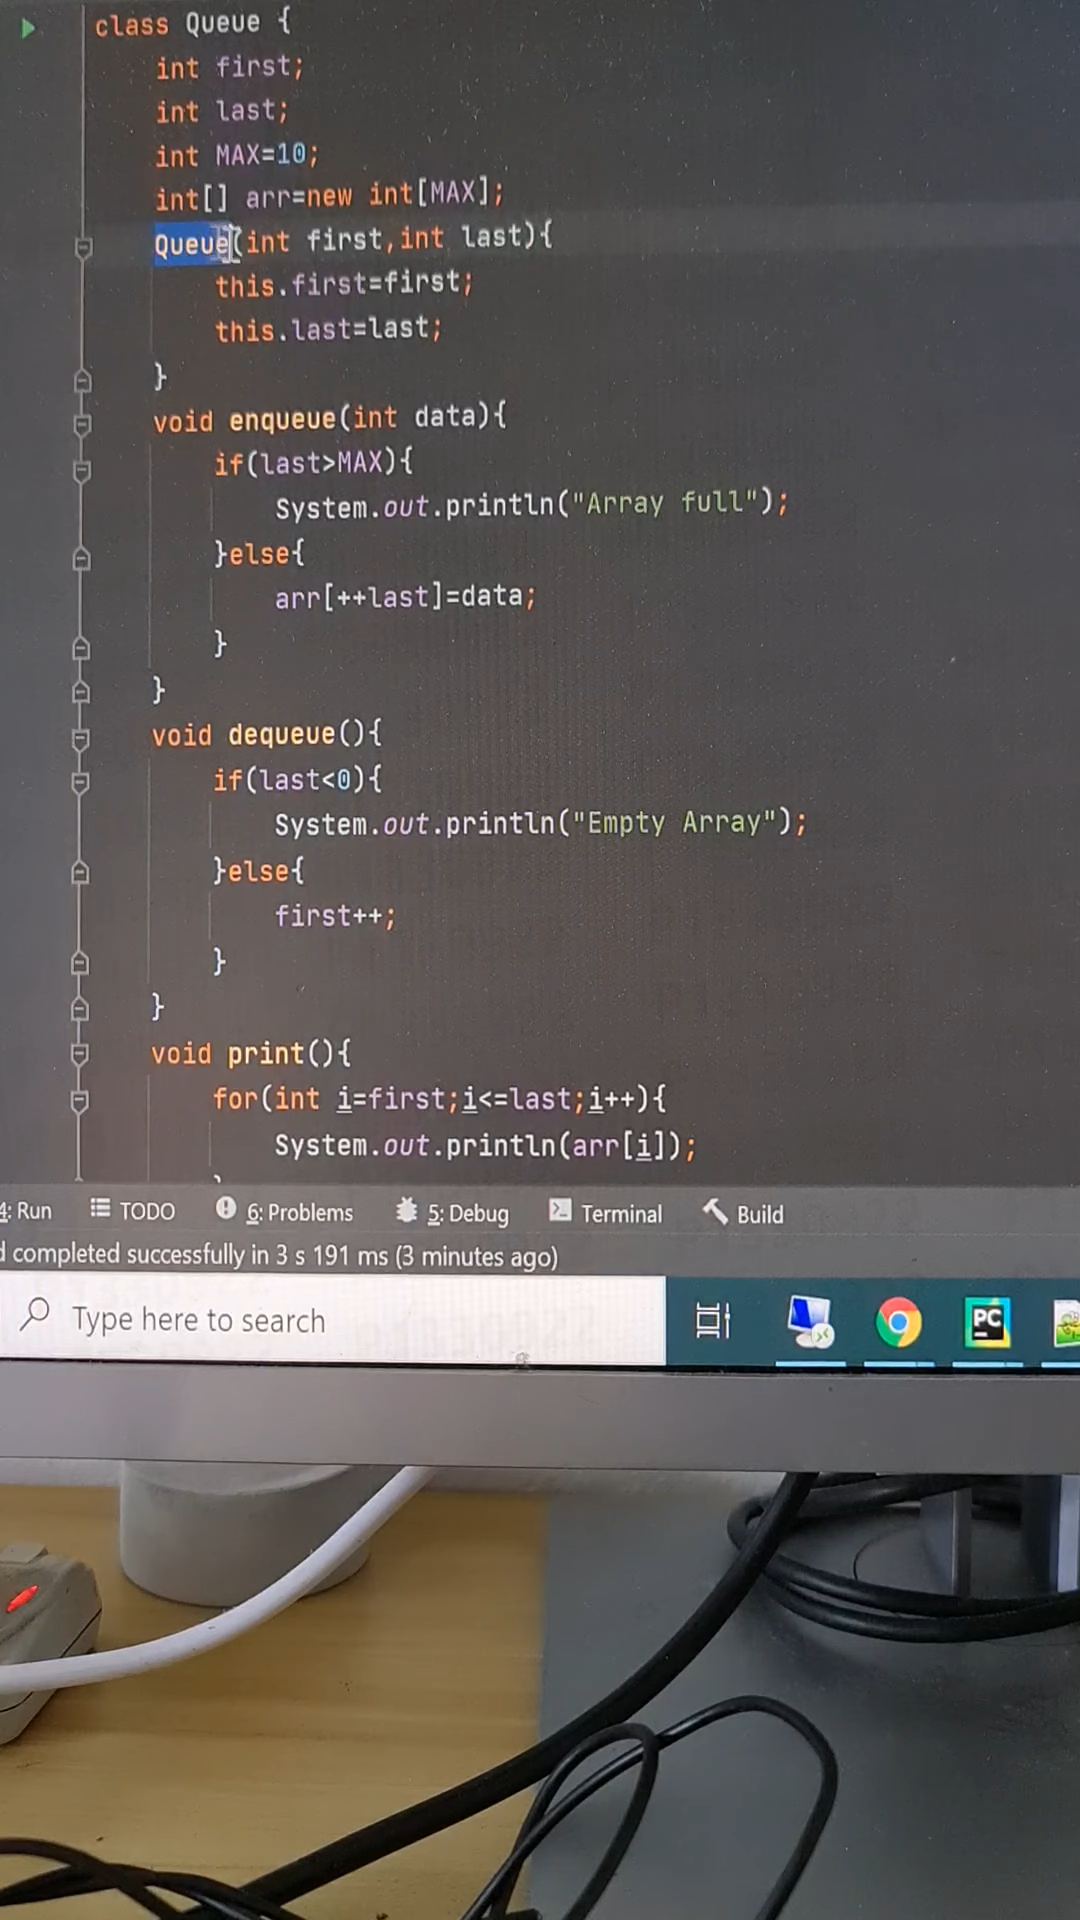 class Queue {
int first;
int last;
int MAX=10;
int[] arr=new int[MAX];
Queue(int first,int last){
this.first=first;
this.last=last;
}
void enqueue(int data){
if(last>MAX){
System.out.println("Array full");
}else{
arr[++last]=data;
}
}
void dequeue(){
if(last<0){
System.out.println("Empty Array");
}else{
first++;
}
}
void print(){
for(int i=first;i<=last;i++){
System.out.println(arr[i]);
4: Run TODO 6: Problems 5: Debug Terminal Build
completed successfully in 3 s 191 ms (3 minutes ago)
Type here to search
PC